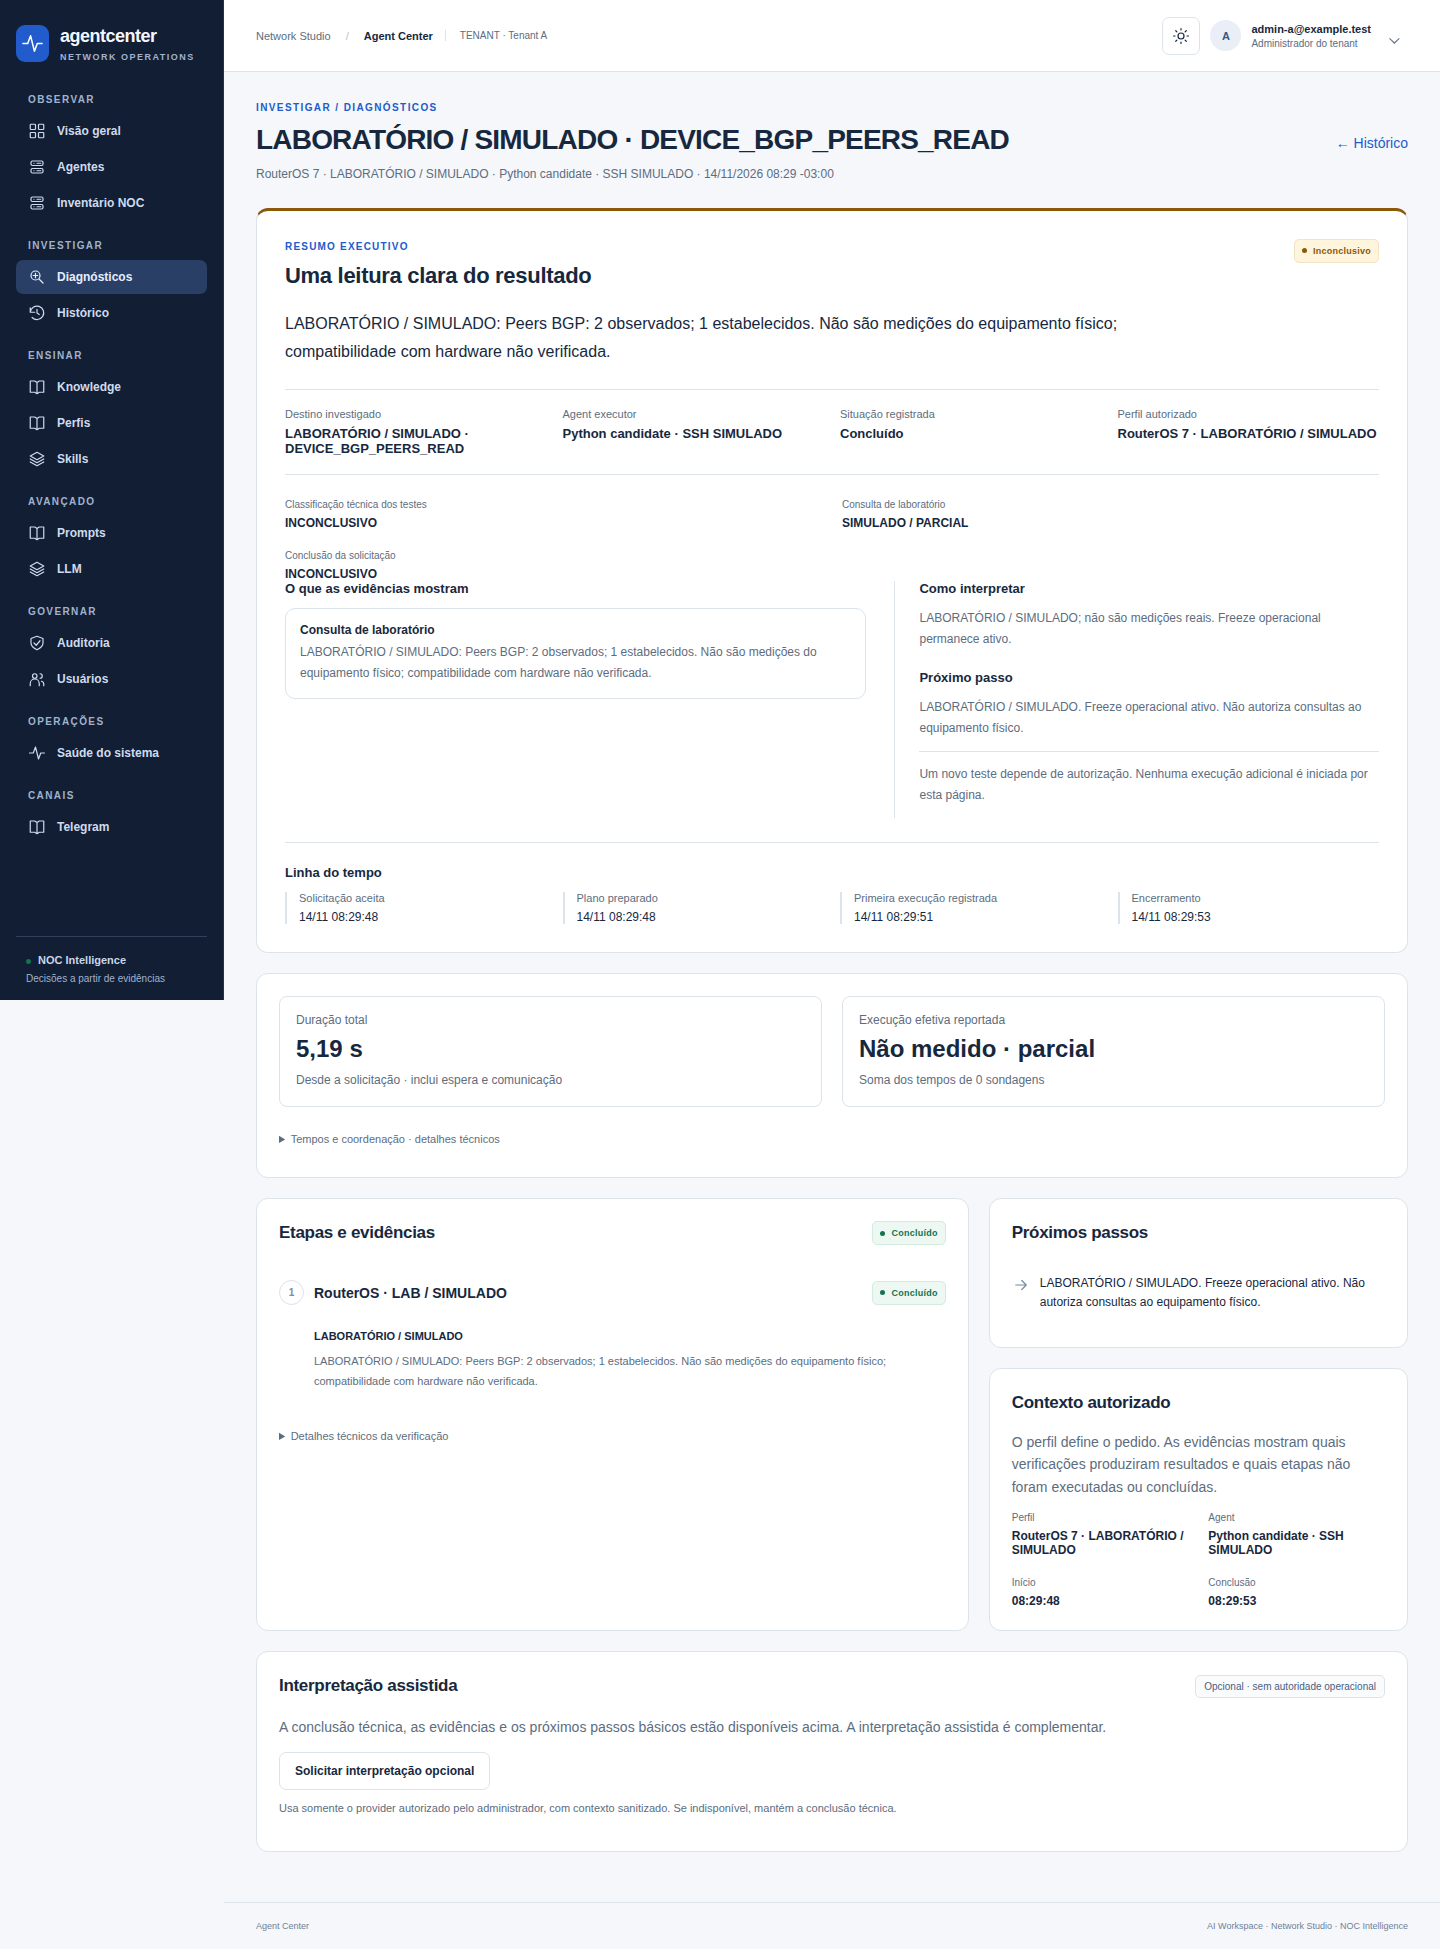 agentcenter
NETWORK OPERATIONS
OBSERVAR
Visão geral
Agentes
Inventário NOC
INVESTIGAR
Diagnósticos
Histórico
ENSINAR
Knowledge
Perfis
Skills
AVANÇADO
Prompts
LLM
GOVERNAR
Auditoria
Usuários
OPERAÇÕES
Saúde do sistema
CANAIS
Telegram
NOC Intelligence
Decisões a partir de evidências
Network Studio / Agent Center TENANT · Tenant A
A
admin-a@example.test
Administrador do tenant
INVESTIGAR / DIAGNÓSTICOS
LABORATÓRIO / SIMULADO · DEVICE_BGP_PEERS_READ
← Histórico
RouterOS 7 · LABORATÓRIO / SIMULADO · Python candidate · SSH SIMULADO · 14/11/2026 08:29 -03:00
RESUMO EXECUTIVO
Inconclusivo
Uma leitura clara do resultado
LABORATÓRIO / SIMULADO: Peers BGP: 2 observados; 1 estabelecidos. Não são medições do equipamento físico;
compatibilidade com hardware não verificada.
Destino investigado
LABORATÓRIO / SIMULADO ·
DEVICE_BGP_PEERS_READ
Agent executor
Python candidate · SSH SIMULADO
Situação registrada
Concluído
Perfil autorizado
RouterOS 7 · LABORATÓRIO / SIMULADO
Classificação técnica dos testes
INCONCLUSIVO
Consulta de laboratório
SIMULADO / PARCIAL
Conclusão da solicitação
INCONCLUSIVO
O que as evidências mostram
Consulta de laboratório
LABORATÓRIO / SIMULADO: Peers BGP: 2 observados; 1 estabelecidos. Não são medições do
equipamento físico; compatibilidade com hardware não verificada.
Como interpretar
LABORATÓRIO / SIMULADO; não são medições reais. Freeze operacional
permanece ativo.
Próximo passo
LABORATÓRIO / SIMULADO. Freeze operacional ativo. Não autoriza consultas ao
equipamento físico.
Um novo teste depende de autorização. Nenhuma execução adicional é iniciada por
esta página.
Linha do tempo
Solicitação aceita
14/11 08:29:48
Plano preparado
14/11 08:29:48
Primeira execução registrada
14/11 08:29:51
Encerramento
14/11 08:29:53
Duração total
5,19 s
Desde a solicitação · inclui espera e comunicação
Execução efetiva reportada
Não medido · parcial
Soma dos tempos de 0 sondagens
Tempos e coordenação · detalhes técnicos
Etapas e evidências
Concluído
1
RouterOS · LAB / SIMULADO
Concluído
LABORATÓRIO / SIMULADO
LABORATÓRIO / SIMULADO: Peers BGP: 2 observados; 1 estabelecidos. Não são medições do equipamento físico;
compatibilidade com hardware não verificada.
Detalhes técnicos da verificação
Próximos passos
LABORATÓRIO / SIMULADO. Freeze operacional ativo. Não
autoriza consultas ao equipamento físico.
Contexto autorizado
O perfil define o pedido. As evidências mostram quais
verificações produziram resultados e quais etapas não
foram executadas ou concluídas.
Perfil
RouterOS 7 · LABORATÓRIO /
SIMULADO
Agent
Python candidate · SSH
SIMULADO
Início
08:29:48
Conclusão
08:29:53
Interpretação assistida
Opcional · sem autoridade operacional
A conclusão técnica, as evidências e os próximos passos básicos estão disponíveis acima. A interpretação assistida é complementar.
Solicitar interpretação opcional
Usa somente o provider autorizado pelo administrador, com contexto sanitizado. Se indisponível, mantém a conclusão técnica.
Agent Center
AI Workspace · Network Studio · NOC Intelligence